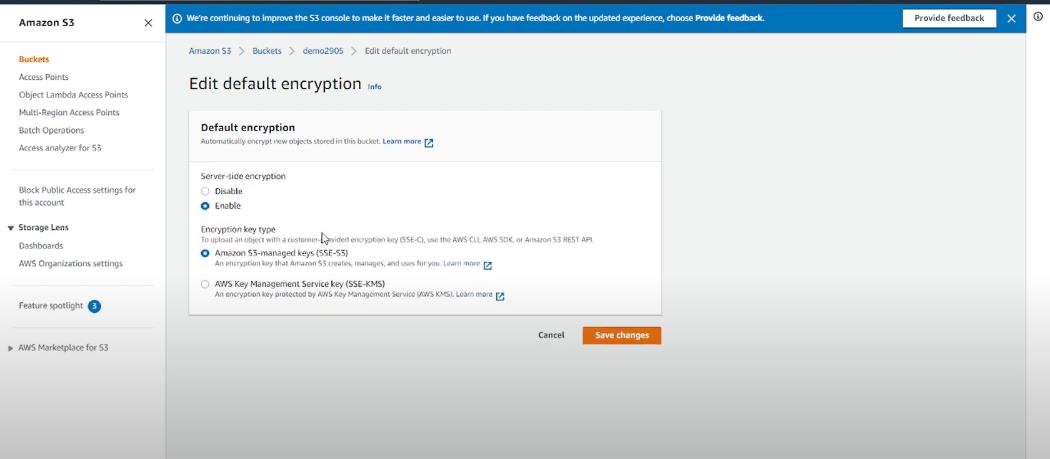 Amazon S3
Buckets
Access Points
Object Lambda Access Points
Multi-Region Access Points
Batch Operations
Access analyzer for S3
Block Public Access settings for
this account
Storage Lens
Dashboards
AWS Organizations settings
Feature spotlight 3
AWS Marketplace for S3
We're continuing to improve the S3 console to make it faster and easier to use. If you have feedback on the updated experience, choose Provide feedback.
Provide feedback
Amazon S3 > Buckets > demo2905 > Edit default encryption
Edit default encryption Info
Default encryption
Automatically encrypt new objects stored in this bucket. Learn more
Server-side encryption
Disable
Enable
Encryption key type
To upload an object with a customer-provided encryption key (SSE-C), use the AWS CLI, AWS SDK, or Amazon S3 REST API.
Amazon S3-managed keys (SSE-S3)
An encryption key that Amazon S3 creates, manages, and uses for you. Learn more
AWS Key Management Service key (SSE-KMS)
An encryption key protected by AWS Key Management Service (AWS KMS). Learn more
Cancel
Save changes